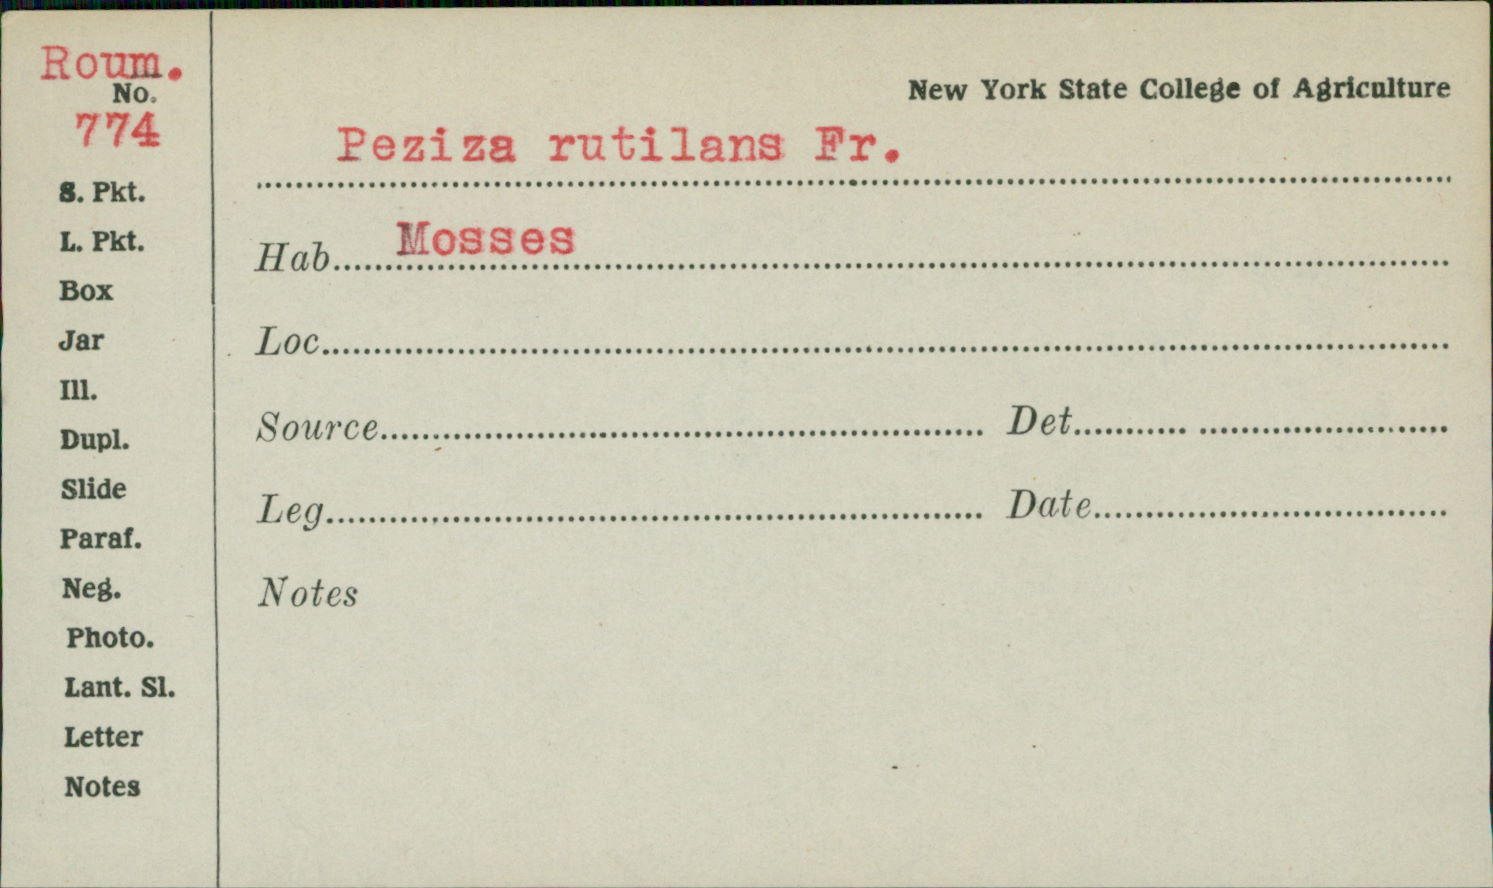 Roum.
No.
774
S. Pkt.
L. Pkt.
Box
Jar
Ill.
Dupl.
Slide
Paraf.
Neg.
Photo.
Lant. Sl.
Letter
Notes
New York State College of Agriculture
Peziza rutilans Fr.
Hab. Mosses
Loc.
Source Det.
Leg. Date
Notes